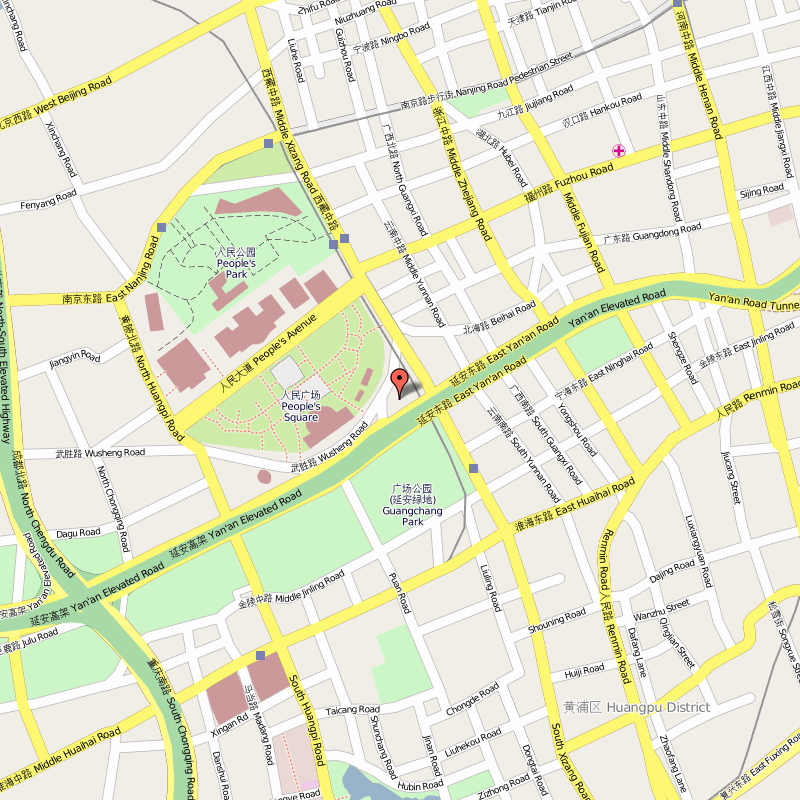 Zhifu Road
Niuzhuang Road
天津路 Tianjin Road
宁波路 Ningbo Road
Liuhe Road
Guizhou Road
西藏中路 Middle Xizang Road
西藏中路
南京路步行街 Nanjing Road Pedestrian Street
九江路 Jiujiang Road
汉口路 Hankou Road
河南中路 Middle Henan Road
江西中路 Middle Jiangxi Road
山东中路 Middle Shandong Road
浙江中路 Middle Zhejiang Road
湖北路 Hubei Road
广西北路 North Guangxi Road
北京西路 West Beijing Road
Xinchang Road
Xinchang Road
Fenyang Road
福州路 Fuzhou Road
Sijing Road
Middle Fujian Road
广东路 Guangdong Road
云南中路 Middle Yunnan Road
人民公园
People's
Park
南京东路 East Nanjing Road
黄陂北路 North Huangpi Road
人民大道 People's Avenue
北海路 Beihai Road
Yan'an Elevated Road
Yan'an Road Tunne
延安东路 East Yan'an Road
延安东路 East Yan'an Road
Jiangyin Road
North-South Elevated Highway
人民广场
People's
Square
宁海东路 East Ninghai Road
Shengze Road
金陵东路 East Jinling Road
人民路 Renmin Road
武胜路 Wusheng Road
武胜路 Wusheng Road
成都北路 North Chengdu Road
North Chongqing Road
广西南路 South Guangxi Road
云南南路 South Yunnan Road
Yongshou Road
Jiucang Street
广场公园
(延安绿地)
Guangchang
Park
淮海东路 East Huaihai Road
延安高架 Yan'an Elevated Road
Dagu Road
Luxiangyuan Road
Renmin Road 人民路 Renmin Road
延安高架 Yan'an Elevated Road
Elevated Road
Dajing Road
金陵中路 Middle Jinling Road
Pu'an Road
Liuling Road
Shouning Road
Wanzhu Street
Dafang Lane
Qinglian Street
Julu Road
Huiji Road
重庆南路 South Chongqing Road
South Huangpi Road
马当路 Madang Road
Xingan Rd
Taicang Road
Chongde Road
黄浦区 Huangpu District
Middle Huaihai Road
Danshui Road
Shunchang Road
Jinan Road
Liuhekou Road
Dongtai Road
South Xizang Road
Zhaofang Lane
Hubin Road
Zizhong Road
复兴东路 East Fuxing Road